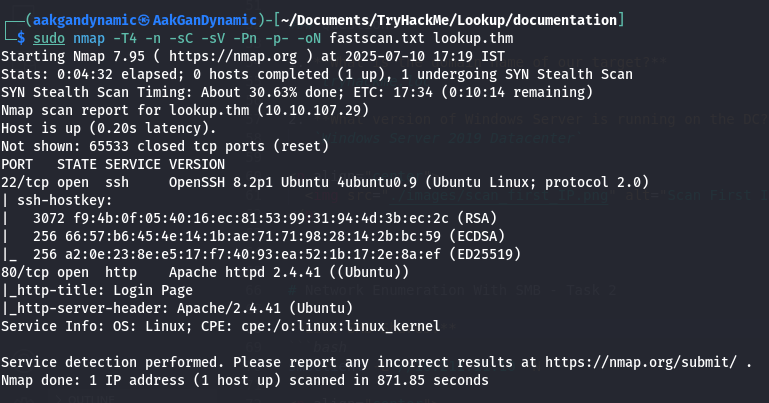 ┌──(aakgandynamic㉿AakGanDynamic)-[~/Documents/TryHackMe/Lookup/documentation]
└─$ sudo nmap -T4 -n -sC -sV -Pn -p- -oN fastscan.txt lookup.thm
Starting Nmap 7.95 ( https://nmap.org ) at 2025-07-10 17:19 IST
Stats: 0:04:32 elapsed; 0 hosts completed (1 up), 1 undergoing SYN Stealth Scan
SYN Stealth Scan Timing: About 30.63% done; ETC: 17:34 (0:10:14 remaining)
Nmap scan report for lookup.thm (10.10.107.29)
Host is up (0.20s latency).
Not shown: 65533 closed tcp ports (reset)
PORT   STATE SERVICE VERSION
22/tcp open  ssh     OpenSSH 8.2p1 Ubuntu 4ubuntu0.9 (Ubuntu Linux; protocol 2.0)
| ssh-hostkey:
|   3072 f9:4b:0f:05:40:16:ec:81:53:99:31:94:4d:3b:ec:2c (RSA)
|   256 66:57:b6:45:4e:14:1b:ae:71:71:98:28:14:2b:bc:59 (ECDSA)
|_  256 a2:0e:23:8e:e5:17:f7:40:93:ea:52:1b:17:2e:8a:ef (ED25519)
80/tcp open  http    Apache httpd 2.4.41 ((Ubuntu))
|_http-title: Login Page
|_http-server-header: Apache/2.4.41 (Ubuntu)
Service Info: OS: Linux; CPE: cpe:/o:linux:linux_kernel

Service detection performed. Please report any incorrect results at https://nmap.org/submit/ .
Nmap done: 1 IP address (1 host up) scanned in 871.85 seconds